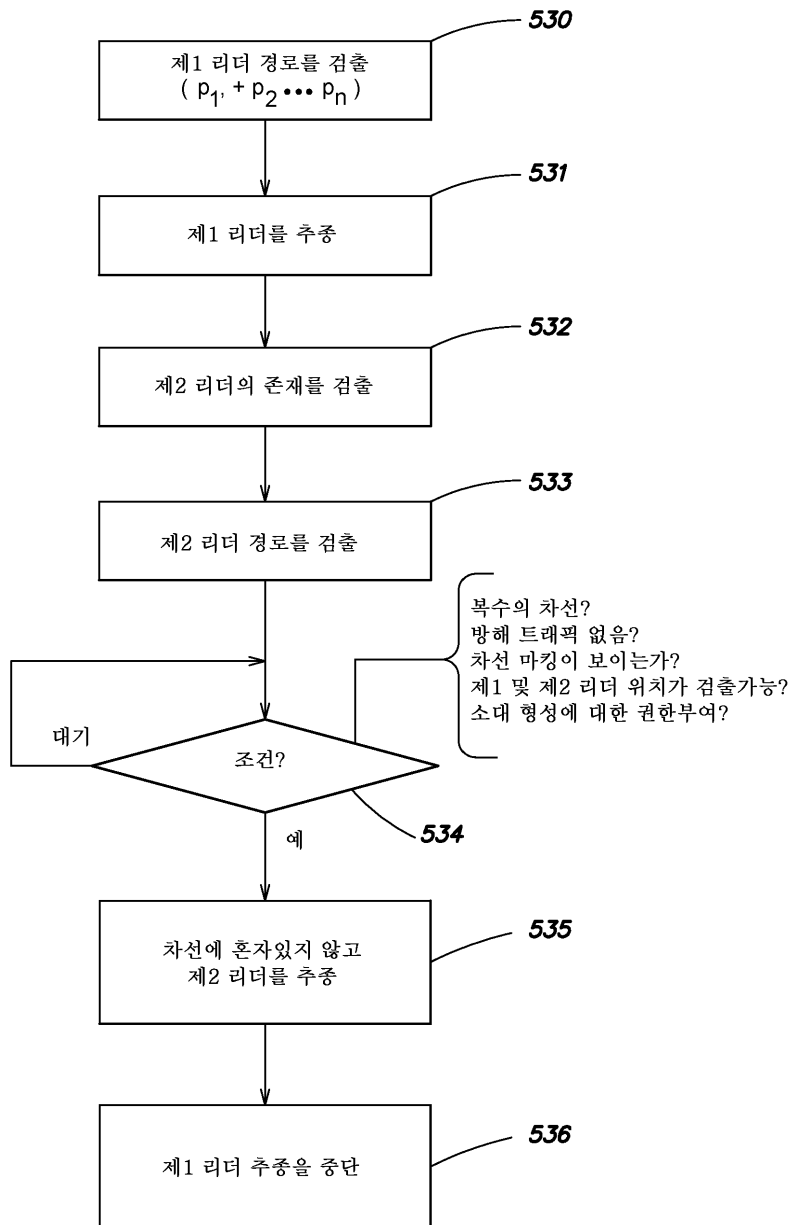 530
제1 리더 경로를 검출
( p1, + p2 ••• pn )
531
제1 리더를 추종
532
제2 리더의 존재를 검출
533
제2 리더 경로를 검출
복수의 차선?
방해 트래픽 없음?
차선 마킹이 보이는가?
제1 및 제2 리더 위치가 검출가능?
소대 형성에 대한 권한부여?
대기
조건?
534
예
535
차선에 혼자있지 않고
제2 리더를 추종
536
제1 리더 추종을 중단